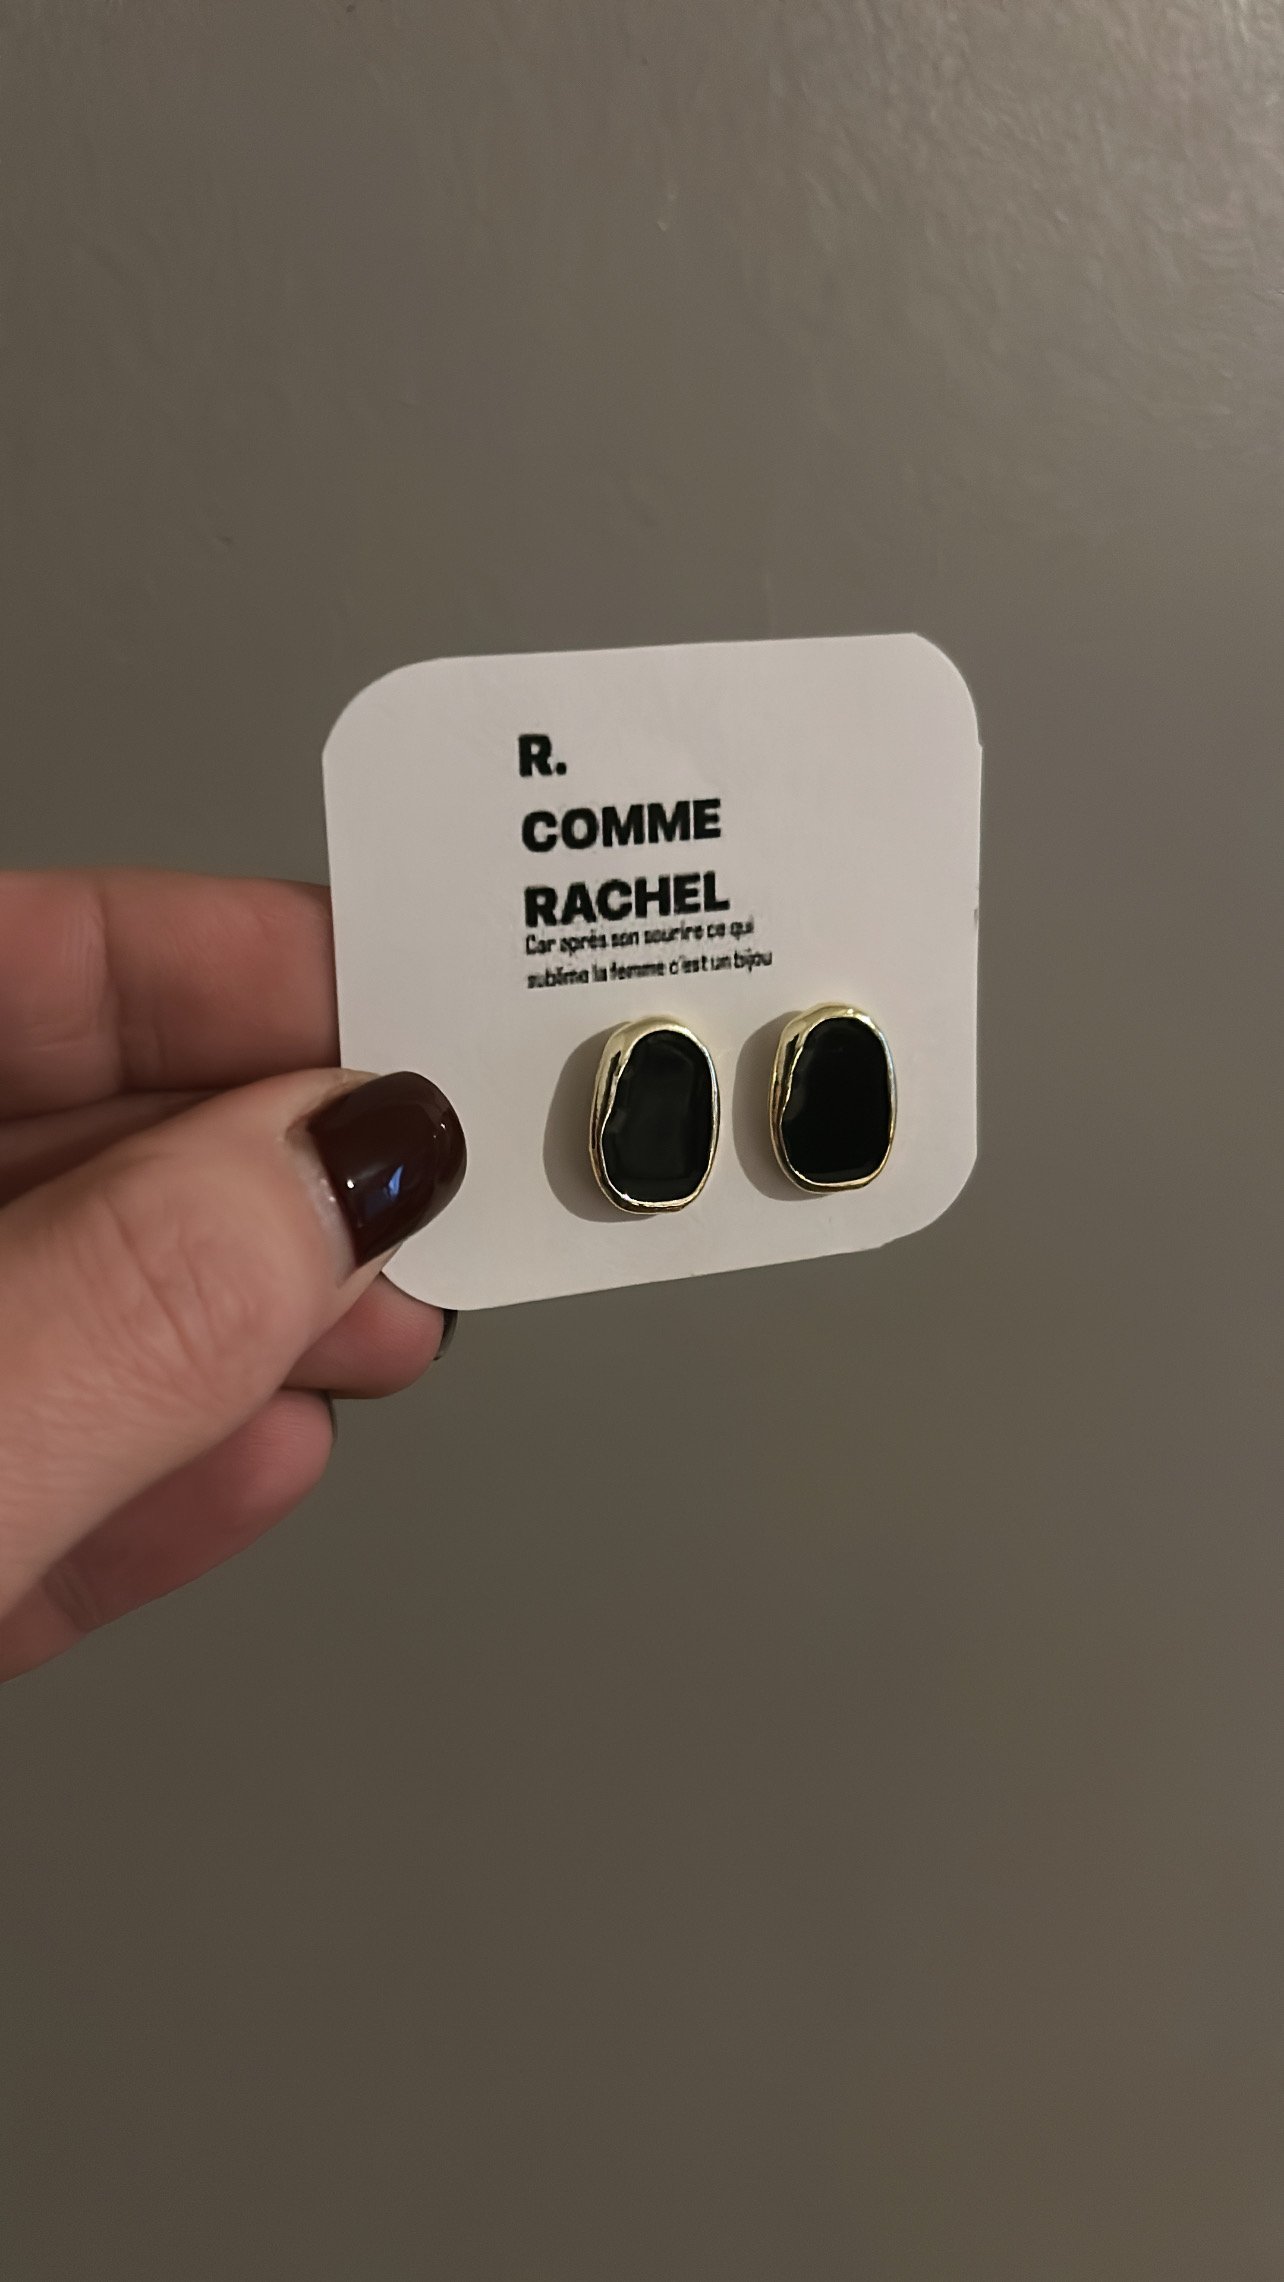 R.
COMME
RACHEL
Car après son sourire ce qui
sublime la femme c'est un bijou